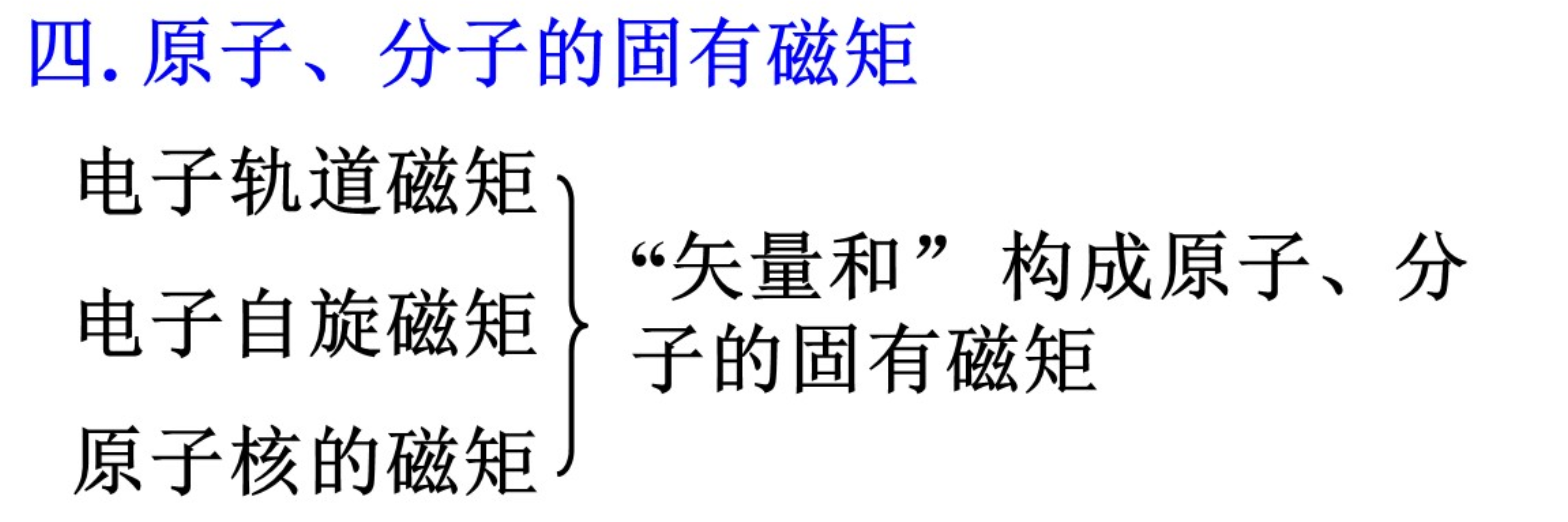 四. 原子、分子的固有磁矩
电子轨道磁矩
电子自旋磁矩
原子核的磁矩
“矢量和” 构成原子、分
子的固有磁矩